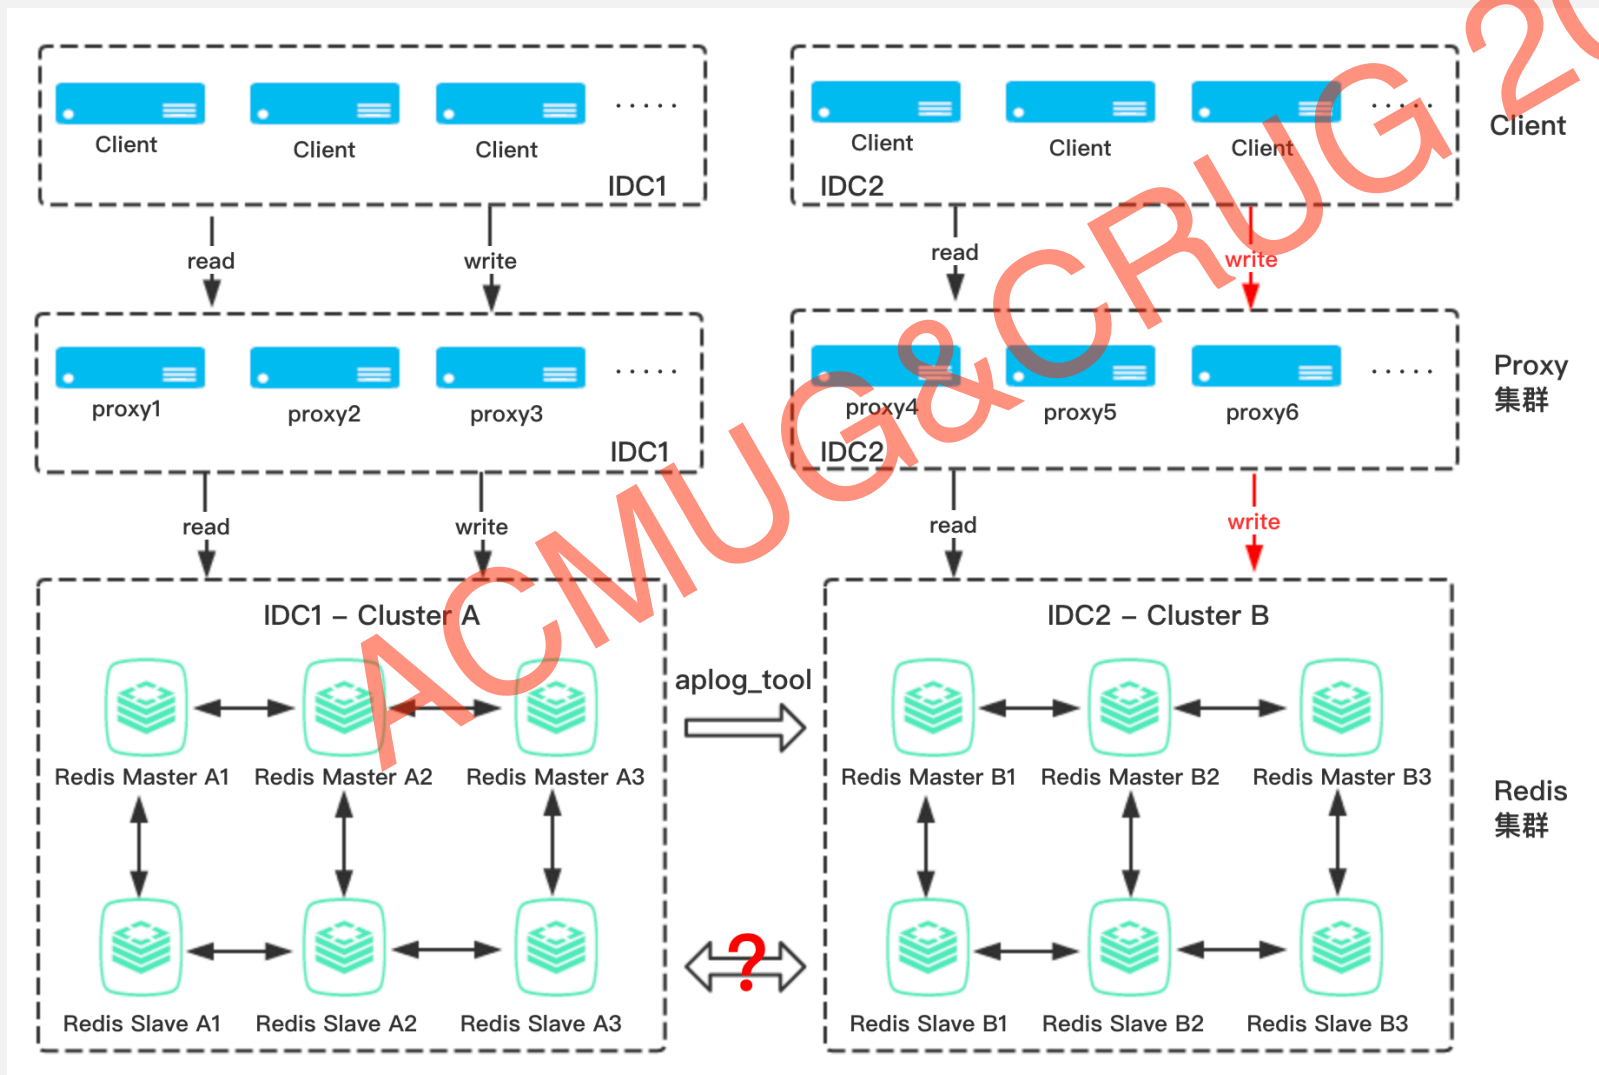 Client
Client
Client
·····
IDC1
Client
Client
Client
·····
IDC2
Client
read
write
read
write
proxy1
proxy2
proxy3
·····
IDC1
proxy4
proxy5
proxy6
·····
IDC2
Proxy
集群
read
write
read
write
IDC1 – Cluster A
Redis Master A1
Redis Master A2
Redis Master A3
Redis Slave A1
Redis Slave A2
Redis Slave A3
aplog_tool
?
IDC2 – Cluster B
Redis Master B1
Redis Master B2
Redis Master B3
Redis Slave B1
Redis Slave B2
Redis Slave B3
Redis
集群
ACMUG&CRUG